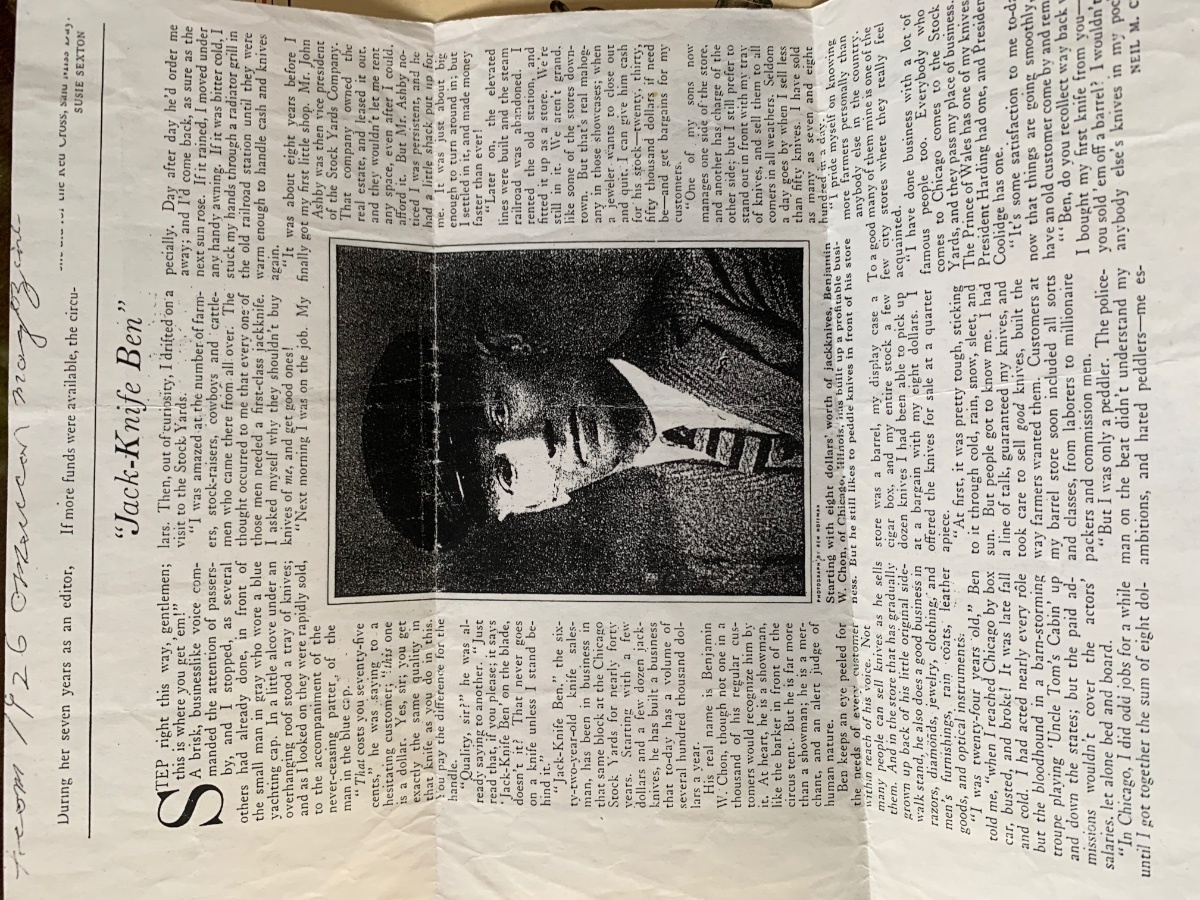 from 1926 American magazine
During her seven years as an editor,
If more funds were available, the circu-
SUSIE SEXTON
"Jack-Knife Ben"
STEP right this way, gentlemen;
this is where you get 'em!"
A brisk, businesslike voice com-
manded the attention of passers-
by, and I stopped, as several
others had already done, in front of
the small man in gray who wore a blue
yachting cap. In a little alcove under an
overhanging roof stood a tray of knives;
and as I looked on they were rapidly sold,
to the accompaniment of the
never-ceasing patter of the
man in the blue cap.
"That costs you seventy-five
cents," he was saying to a
hesitating customer; "this one
is a dollar. Yes, sir; you get
exactly the same quality in
that knife as you do in this.
You pay the difference for the
handle.
"Quality, sir?" he was al-
ready saying to another. "Just
read that, if you please; it says
'Jack-Knife Ben' on the blade,
doesn't it? That never goes
on a knife unless I stand be-
hind it."
"Jack-Knife Ben," the six-
ty-two-year-old knife sales-
man, has been in business in
that same block at the Chicago
Stock Yards for nearly forty
years. Starting with a few
dollars and a dozen jack-
knives, he has built a business
that to-day has a volume of
several hundred thousand dol-
lars a year.
His real name is Benjamin
W. Chon, though not one in a
thousand of his regular cus-
tomers would recognize him by
it. At heart, he is a showman,
like the barker in front of the
circus tent. But he is far more
than a showman; he is a mer-
chant, and an alert judge of
human nature.
Ben keeps an eye peeled for
the needs of every customer
within reach of his voice. Not
many people can sell knives as he sells
them. And in the store that has gradually
grown up back of his little original side-
walk stand, he also does a good business in
razors, diamonds, jewelry, clothing, and
men's furnishings, coats, leather
goods, and optical instruments.
"I was twenty-four years old," Ben
told me, "when I reached Chicago by box
car, busted, and broke! It was late fall
and cold. I had acted nearly every rôle
but the bloodhound in a barn-storming
troupe playing 'Uncle Tom's Cabin' up
and down the states; but the paid ad-
missions wouldn't cover the actors'
salaries, let alone bed and board.
"In Chicago, I did odd jobs for a while
until I got together the sum of eight dol-
lars. Then, out of curiosity, I drifted on a
visit to the Stock Yards.
"I was amazed at the number of farm-
ers, stock-raisers, cowboys and cattle-
men who came there from all over. The
thought occurred to me that every one of
those men needed a first-class jackknife.
I asked myself why they shouldn't buy
knives of me, and get good ones!
"Next morning I was on the job. My
PHOTOGRAPH BY
Starting with eight dollars' worth of jackknives, Benjamin
W. Chon, of Chicago, Illinois, has built up a profitable busi-
ness. But he still likes to peddle knives in front of his store
store was a barrel, my display case a
cigar box, and my entire stock a few
dozen knives I had been able to pick up
at a bargain with my eight dollars. I
offered the knives for sale at a quarter
apiece.
"At first, it was pretty tough, sticking
to it through cold, rain, snow, sleet, and
sun. But people got to know me. I had
a line of talk, guaranteed my knives, and
took care to sell good knives, built the
way farmers wanted them. Customers at
my barrel store soon included all sorts
and classes, from laborers to millionaire
packers and commission men.
"But I was only a peddler. The police-
man on the beat didn't understand my
ambitions, and hated peddlers—me es-
pecially. Day after day he'd order me
away; and I'd come back, as sure as the
next sun rose. If it rained, I moved under
any handy awning. If it was bitter cold, I
stuck my hands through a radiator grill in
the old railroad station until they were
warm enough to handle cash and knives
again.
"It was about eight years before I
finally got my first little shop. Mr. John
Ashby was then vice president
of the Stock Yards Company.
That company owned the
real estate, and leased it out,
and they wouldn't let me rent
any space, even after I could
afford it. But Mr. Ashby no-
ticed I was persistent, and he
had a little shack put up for
me. It was just about big
enough to turn around in; but
I settled in it, and made money
faster than ever!
"Later on, the elevated
lines were built and the steam
railroad was abandoned. I
rented the old station, and
fitted it up as a store. We're
still in it. We aren't grand,
like some of the stores down-
town. But that's real mahog-
any in those showcases; when
a jeweler wants to close out
and quit, I can give him cash
for his stock—twenty, thirty,
fifty thousand dollars if need
be—and get bargains for my
customers.
"One of my sons now
manages one side of the store,
and another has charge of the
other side; but I still prefer to
stand out in front with my tray
of knives, and sell them to all
comers in all weathers. Seldom
a day goes by when I sell less
than fifty knives. I have sold
as many as seven and eight
hundred in a day.
"I pride myself on knowing
more farmers personally than
anybody else in the country.
To a good many of them mine is one of the
few city stores where they really feel
acquainted.
"I have done business with a lot of
famous people, too. Everybody who
comes to Chicago comes to the Stock
Yards, and they pass my place of business.
The Prince of Wales has one of my knives
President Harding had one, and President
Coolidge has one.
"It's some satisfaction to me to-day
now that things are going smoothly,
have an old customer come by and remark
"'Ben, do you recollect way back
I bought my first knife from you—
you sold 'em off a barrel? I wouldn't
anybody else's knives in my
NEIL M.